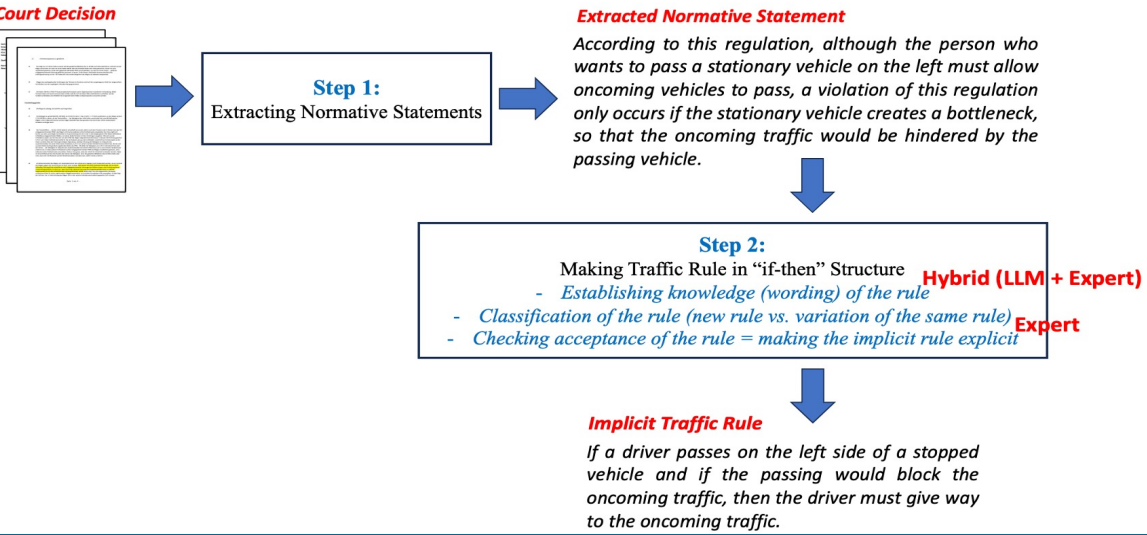 Court Decision
Step 1:
Extracting Normative Statements
Extracted Normative Statement
According to this regulation, although the person who
wants to pass a stationary vehicle on the left must allow
oncoming vehicles to pass, a violation of this regulation
only occurs if the stationary vehicle creates a bottleneck,
so that the oncoming traffic would be hindered by the
passing vehicle.
Step 2:
Making Traffic Rule in “if-then” Structure
- Establishing knowledge (wording) of the rule
Hybrid (LLM + Expert)
- Classification of the rule (new rule vs. variation of the same rule)
Expert
- Checking acceptance of the rule = making the implicit rule explicit
Implicit Traffic Rule
If a driver passes on the left side of a stopped
vehicle and if the passing would block the
oncoming traffic, then the driver must give way
to the oncoming traffic.